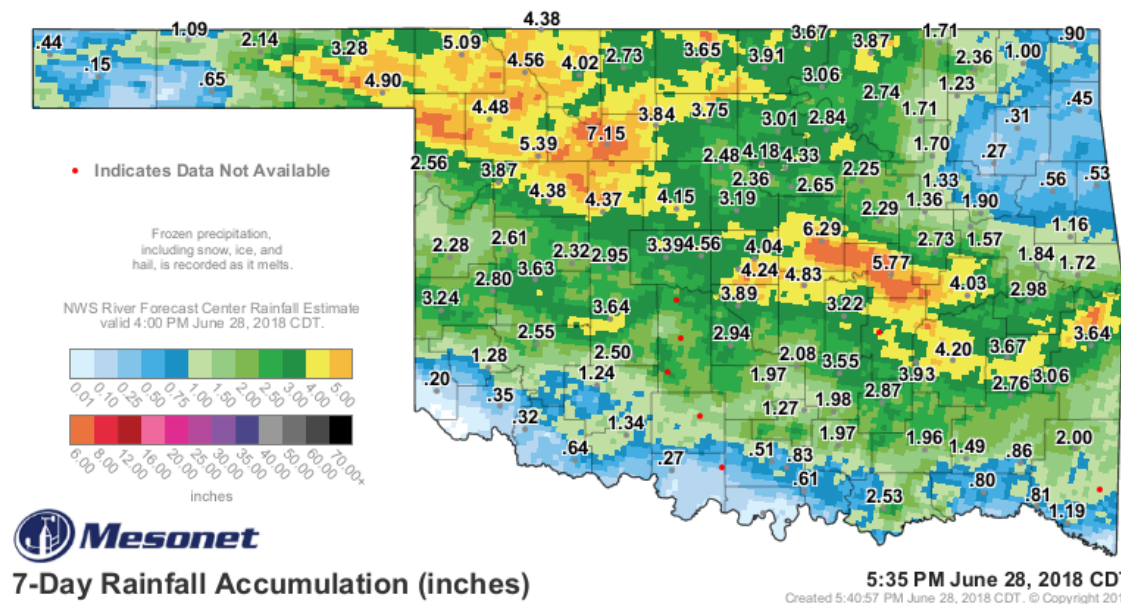 4.38
1.09 3.67 1.71 .90
.44 2.14 3.28 5.09 3.65 3.91 3.87 2.36 1.00
.15 .65 4.90 4.56 4.02 2.73 3.06 1.23
4.48 3.84 3.75 2.74 1.71 .45
7.15 3.01 2.84 .31
5.39 2.48 4.18 4.33 1.70 .27
2.56 3.87 2.36 2.65 2.25 1.33 .56 .53
4.38 4.37 4.15 3.19 2.29 1.36 1.90
• Indicates Data Not Available
6.29 1.16
Frozen precipitation,
including snow, ice, and
hail, is recorded as it melts.
2.28 2.61 2.32 2.95 3.39 4.56 4.04 2.73 1.57 1.84
2.80 3.63 4.24 4.83 5.77 1.72
3.24 3.64 3.89 3.22 4.03 2.98
NWS River Forecast Center Rainfall Estimate
valid 4:00 PM June 28, 2018 CDT.
2.55 2.94 3.64
1.28 2.50 2.08 3.55 4.20 3.67
.20 1.24 1.97 3.93 3.06
.35 2.87 2.76
.32 1.34 1.27 1.98
.64 .51 1.97 1.96 1.49 2.00
.27 .83 .86
.61 2.53 .80 .81
1.19
0.01 0.10 0.25 0.50 0.75 1.00 1.50 2.00 2.50 3.00 4.00 5.00
6.00 8.00 12.00 16.00 20.00 25.00 30.00 35.00 40.00 50.00 60.00 70.00+
inches
Mesonet
7-Day Rainfall Accumulation (inches)
5:35 PM June 28, 2018 CDT
Created 5:40:57 PM June 28, 2018 CDT. © Copyright 201